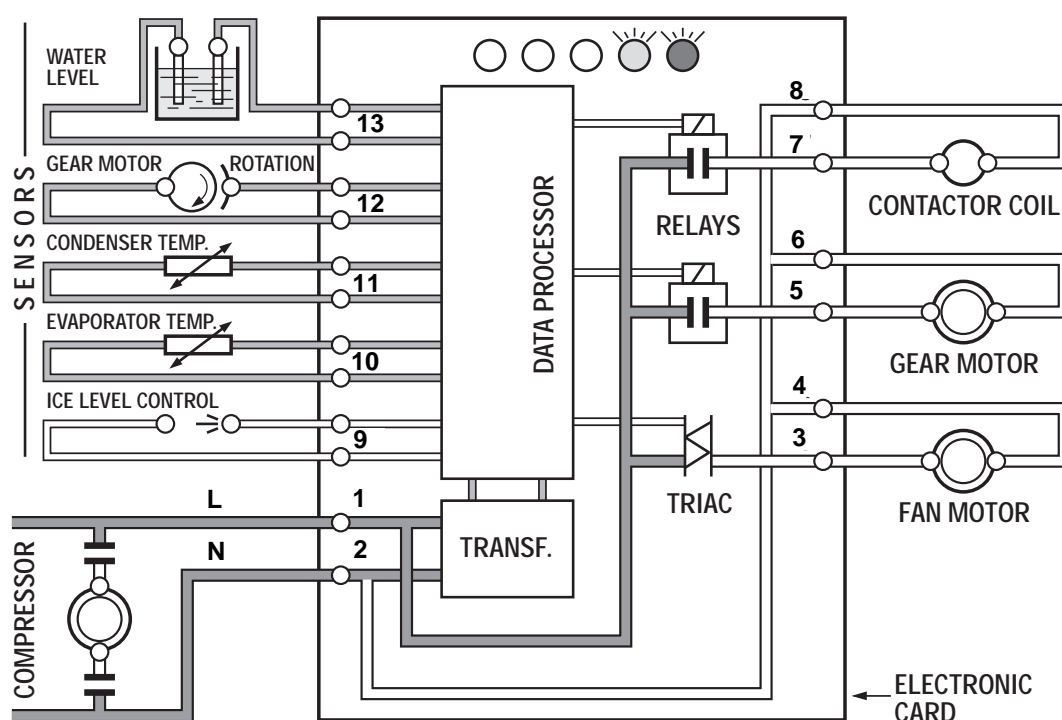 WATER
LEVEL
13
GEAR MOTOR
ROTATION
12
CONDENSER TEMP.
11
EVAPORATOR TEMP.
10
ICE LEVEL CONTROL
9
SENSORS
L
1
N
2
COMPRESSOR
TRANSF.
DATA PROCESSOR
RELAYS
TRIAC
8
7
CONTACTOR COIL
6
5
GEAR MOTOR
4
3
FAN MOTOR
ELECTRONIC
CARD